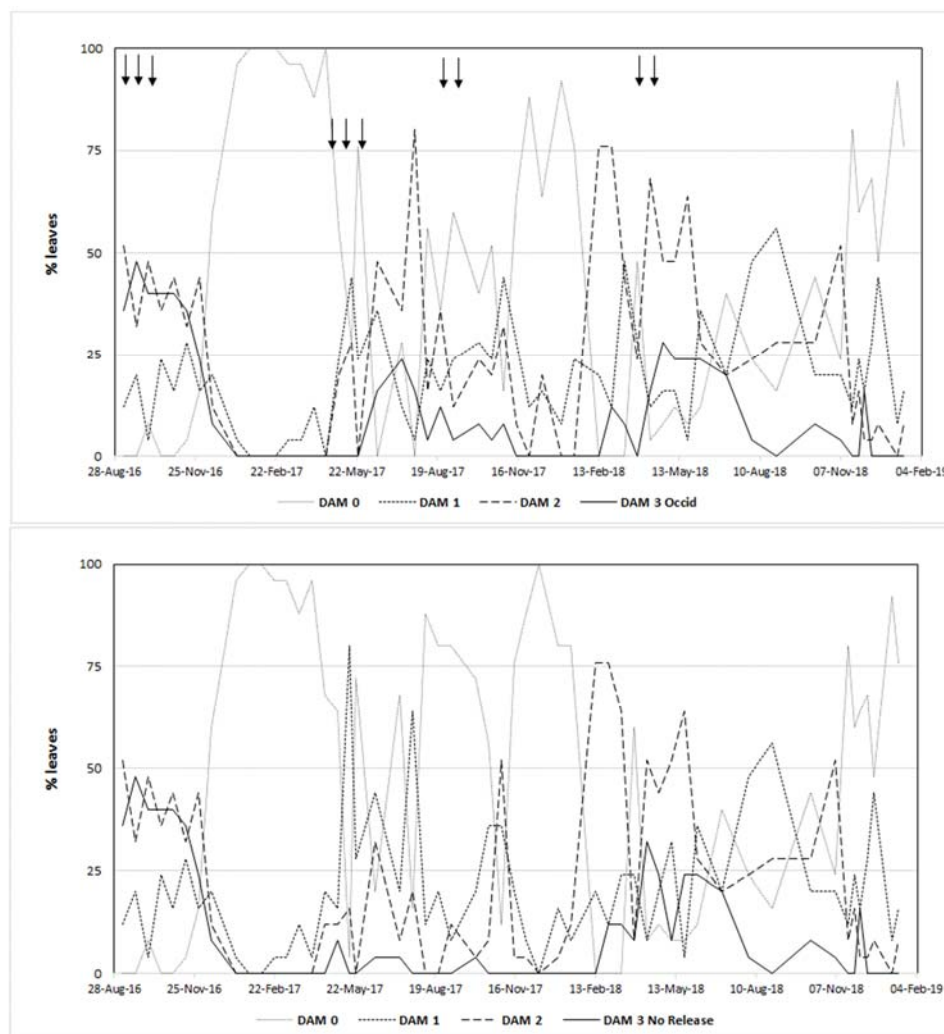 100
75
50
25
0
% leaves
28-Aug-16 25-Nov-16 22-Feb-17 22-May-17 19-Aug-17 16-Nov-17 13-Feb-18 13-May-18 10-Aug-18 07-Nov-18 04-Feb-19
DAM 0 DAM 1 DAM 2 DAM 3 Occid
100
75
50
25
0
% leaves
28-Aug-16 25-Nov-16 22-Feb-17 22-May-17 19-Aug-17 16-Nov-17 13-Feb-18 13-May-18 10-Aug-18 07-Nov-18 04-Feb-19
DAM 0 DAM 1 DAM 2 DAM 3 No Release